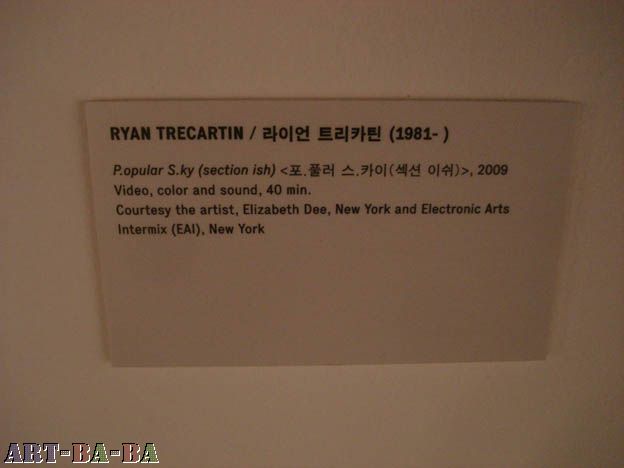 RYAN TRECARTIN / 라이언 트리카틴 (1981- )
P.opular S.ky (section ish) <포.풀러 스.카이(섹션 이쉬)>, 2009
Video, color and sound, 40 min.
Courtesy the artist, Elizabeth Dee, New York and Electronic Arts
Intermix (EAI), New York
ART-BA-BA